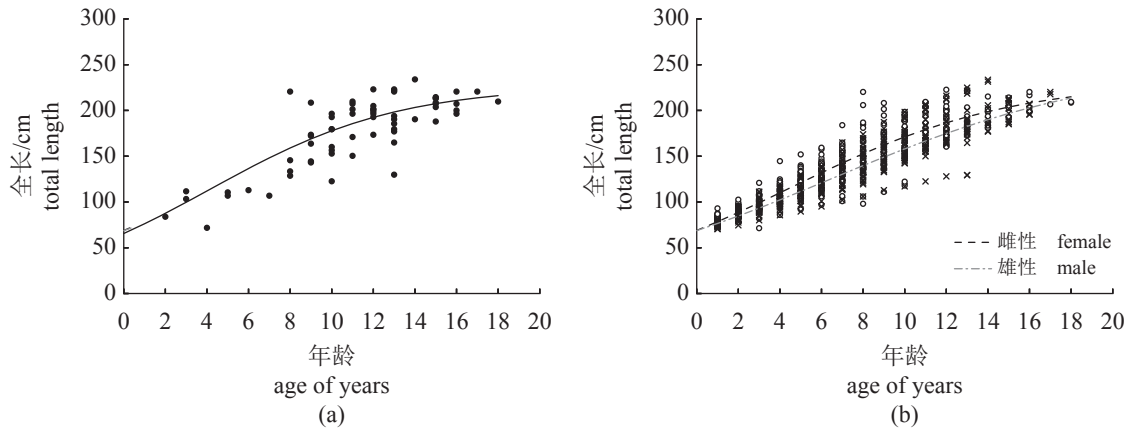 300
250
200
150
100
50
0
全长/cm
total length
0 2 4 6 8 10 12 14 16 18 20
年龄
age of years
(a)
300
250
200
150
100
50
0
全长/cm
total length
雌性 female
雄性 male
0 2 4 6 8 10 12 14 16 18 20
年龄
age of years
(b)